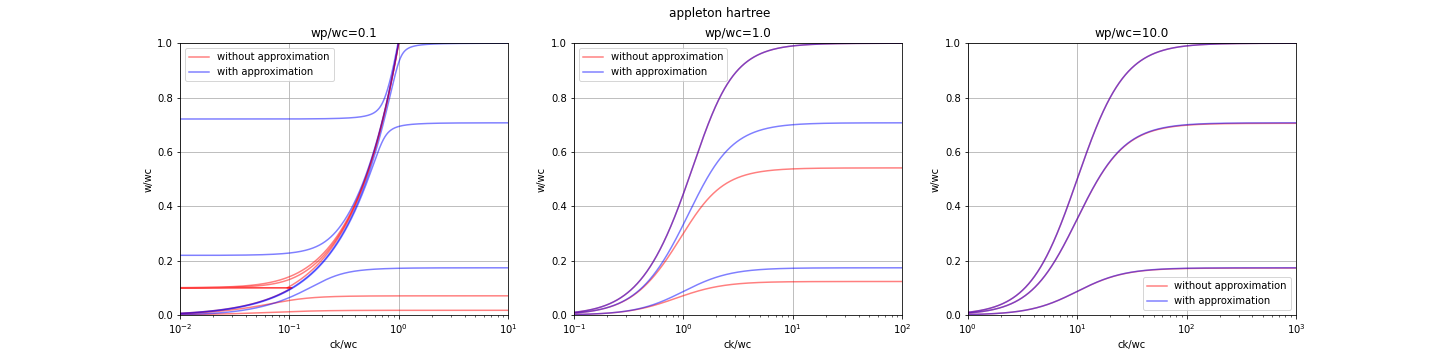 appleton hartree
wp/wc=0.1
1.0
0.8
0.6
0.4
0.2
0.0
w/wc
without approximation
with approximation
10⁻² 10⁻¹ 10⁰ 10¹
ck/wc
wp/wc=1.0
1.0
0.8
0.6
0.4
0.2
0.0
w/wc
without approximation
with approximation
10⁻¹ 10⁰ 10¹ 10²
ck/wc
wp/wc=10.0
1.0
0.8
0.6
0.4
0.2
0.0
w/wc
without approximation
with approximation
10⁰ 10¹ 10² 10³
ck/wc